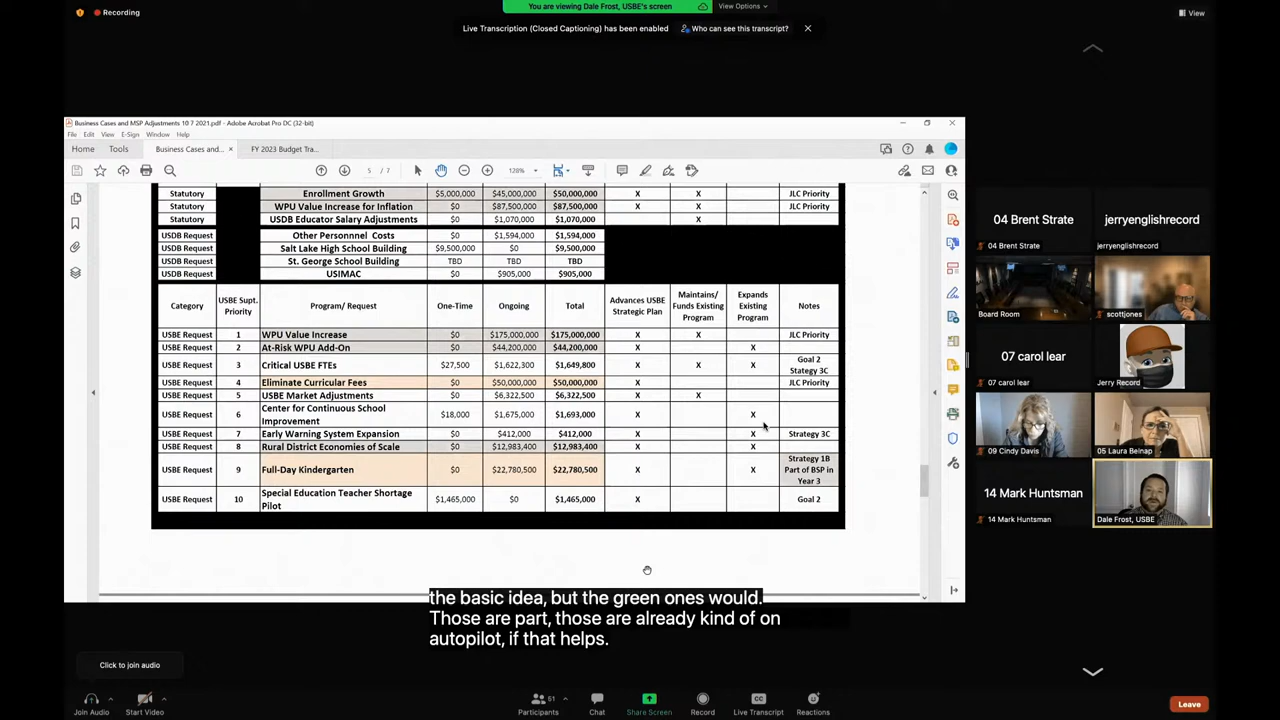 Recording
You are viewing Dale Frost, USBE's screen
View Options
View
Live Transcription (Closed Captioning) has been enabled
Who can see this transcript?
Business Cases and MSP Adjustments 10 7 2021.pdf - Adobe Acrobat Pro DC (32-bit)
File Edit View E-Sign Window Help
Home Tools Business Cases and... × FY 2023 Budget Tra...
5 / 7 128%
Statutory Enrollment Growth $5,000,000 $45,000,000 $50,000,000 X X JLC Priority
Statutory WPU Value Increase for Inflation $0 $87,500,000 $87,500,000 X X JLC Priority
Statutory USDB Educator Salary Adjustments $0 $1,070,000 $1,070,000 X
USDB Request Other Personnnel Costs $0 $1,594,000 $1,594,000
USDB Request Salt Lake High School Building $9,500,000 $0 $9,500,000
USDB Request St. George School Building TBD TBD TBD
USDB Request USIMAC $0 $905,000 $905,000
Category USBE Supt. Priority Program/ Request One-Time Ongoing Total Advances USBE Strategic Plan Maintains/ Funds Existing Program Expands Existing Program Notes
USBE Request 1 WPU Value Increase $0 $175,000,000 $175,000,000 X X JLC Priority
USBE Request 2 At-Risk WPU Add-On $0 $44,200,000 $44,200,000 X X
USBE Request 3 Critical USBE FTEs $27,500 $1,622,300 $1,649,800 X X X Goal 2 Stategy 3C
USBE Request 4 Eliminate Curricular Fees $0 $50,000,000 $50,000,000 X JLC Priority
USBE Request 5 USBE Market Adjustments $0 $6,322,500 $6,322,500 X X
USBE Request 6 Center for Continuous School Improvement $18,000 $1,675,000 $1,693,000 X X
USBE Request 7 Early Warning System Expansion $0 $412,000 $412,000 X X Strategy 3C
USBE Request 8 Rural District Economies of Scale $0 $12,983,400 $12,983,400 X X
USBE Request 9 Full-Day Kindergarten $0 $22,780,500 $22,780,500 X X Strategy 1B Part of BSP in Year 3
USBE Request 10 Special Education Teacher Shortage Pilot $1,465,000 $0 $1,465,000 X Goal 2
04 Brent Strate
04 Brent Strate
jerryenglishrecord
jerryenglishrecord
Board Room
scottjones
07 carol lear
07 carol lear
Jerry Record
09 Cindy Davis
05 Laura Belnap
14 Mark Huntsman
14 Mark Huntsman
Dale Frost, USBE
the basic idea, but the green ones would.
Those are part, those are already kind of on
autopilot, if that helps.
Click to join audio
Join Audio
Start Video
51
Participants
Chat
Share Screen
Record
CC
Live Transcript
Reactions
Leave